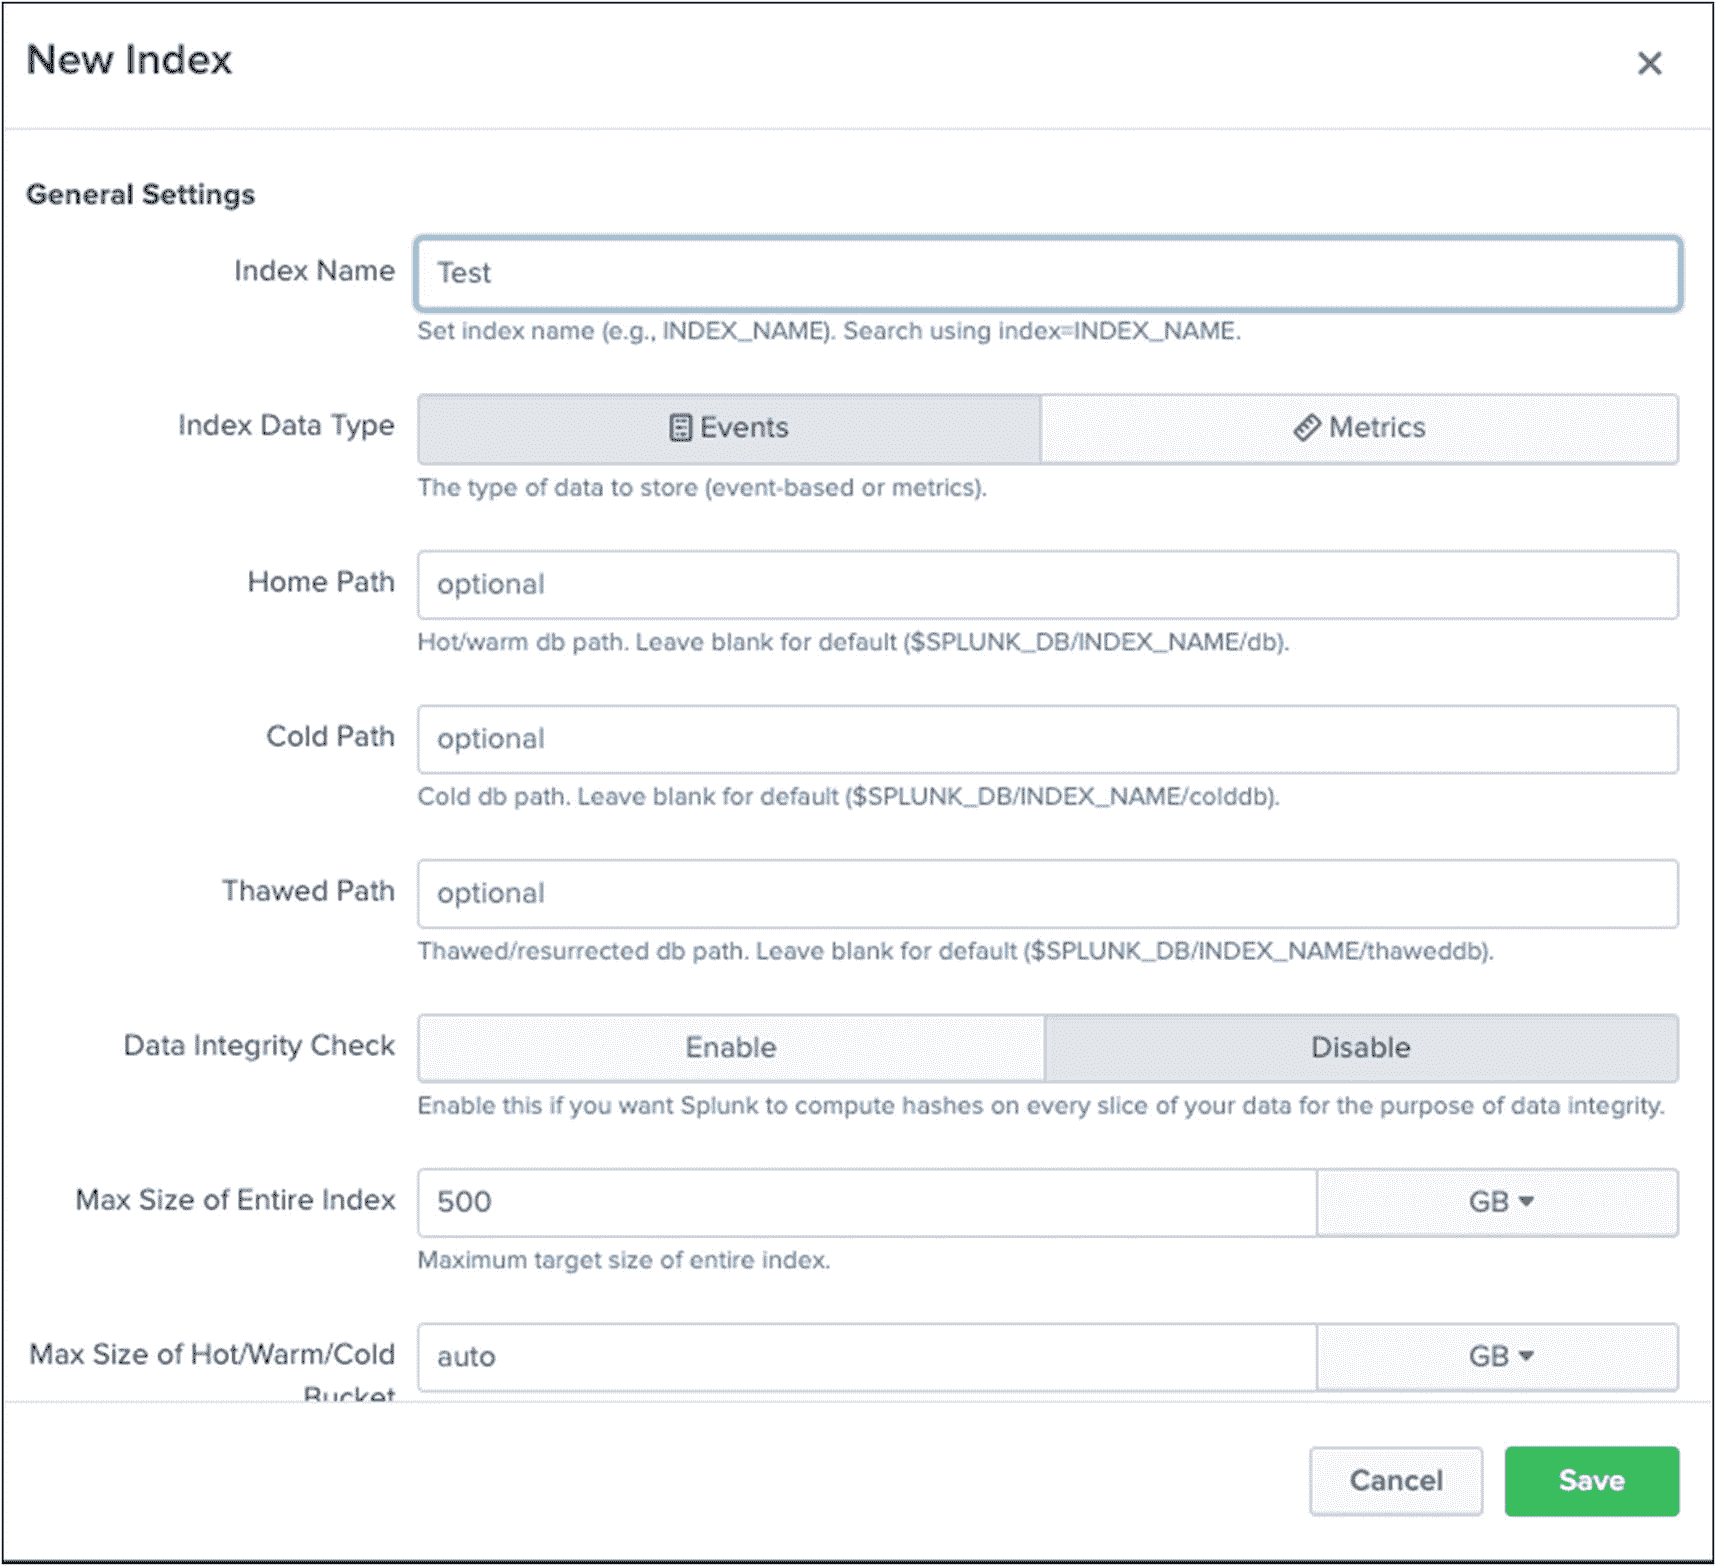 New Index
General Settings
Index Name
Test
Set index name (e.g., INDEX_NAME). Search using index=INDEX_NAME.
Index Data Type
Events
Metrics
The type of data to store (event-based or metrics).
Home Path
optional
Hot/warm db path. Leave blank for default ($SPLUNK_DB/INDEX_NAME/db).
Cold Path
optional
Cold db path. Leave blank for default ($SPLUNK_DB/INDEX_NAME/colddb).
Thawed Path
optional
Thawed/resurrected db path. Leave blank for default ($SPLUNK_DB/INDEX_NAME/thaweddb).
Data Integrity Check
Enable
Disable
Enable this if you want Splunk to compute hashes on every slice of your data for the purpose of data integrity.
Max Size of Entire Index
500
GB
Maximum target size of entire index.
Max Size of Hot/Warm/Cold
Bucket
auto
GB
Cancel
Save